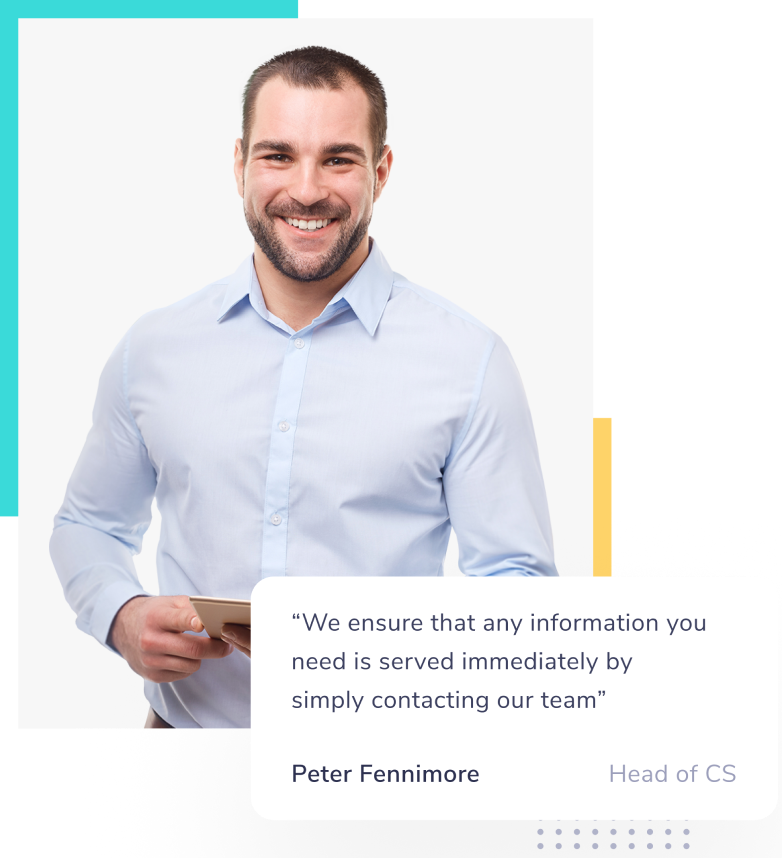 “We ensure that any information you
need is served immediately by
simply contacting our team”
Peter Fennimore Head of CS